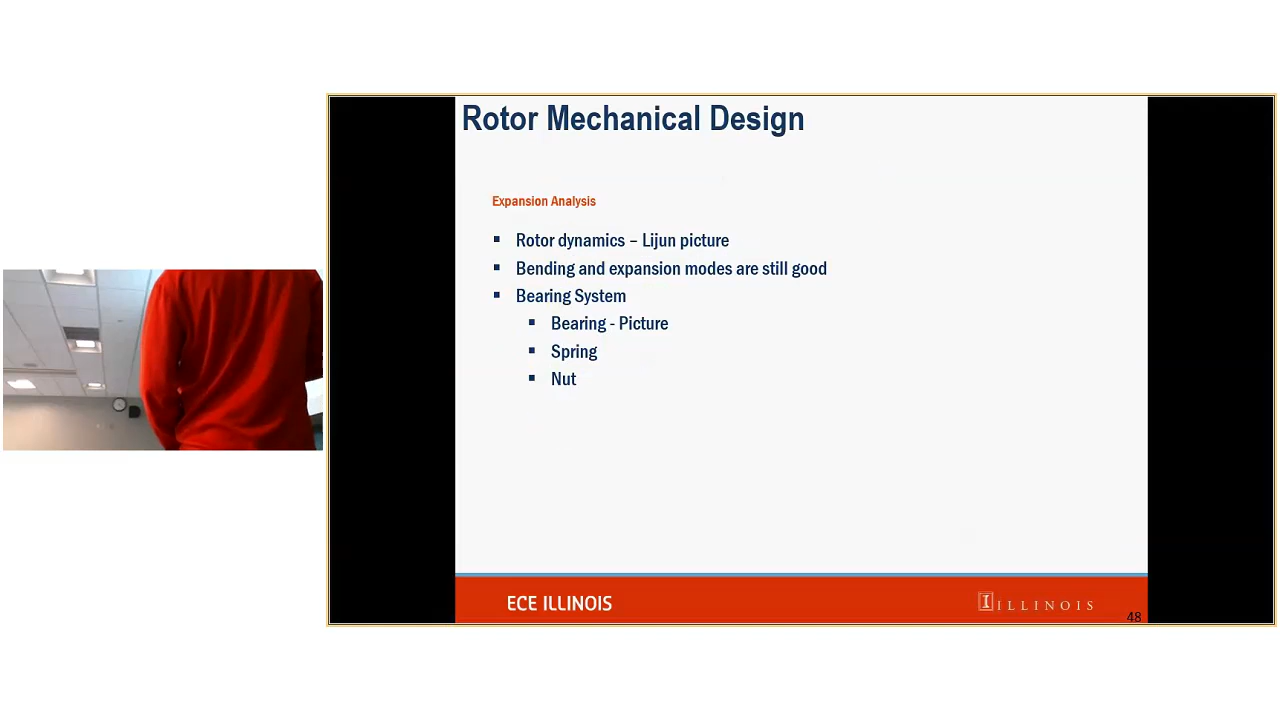 Rotor Mechanical Design
Expansion Analysis
Rotor dynamics – Lijun picture
Bending and expansion modes are still good
Bearing System
Bearing - Picture
Spring
Nut
ECE ILLINOIS
I ILLINOIS
48